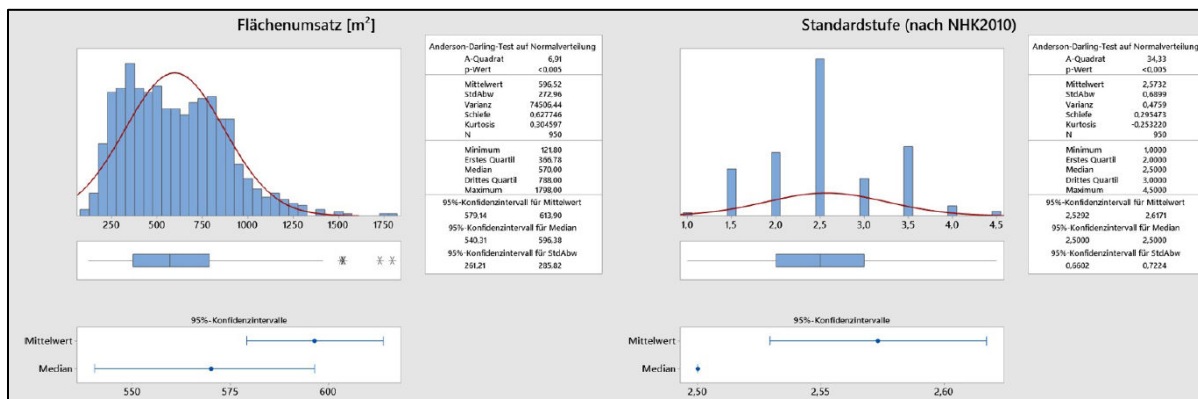 Flächenumsatz [m²]
Anderson-Darling-Test auf Normalverteilung
A-Quadrat 6,91
p-Wert <0,005
Mittelwert 596,52
StdAbw 272,96
Varianz 74506,44
Schiefe 0,627746
Kurtosis 0,304597
N 950
Minimum 121,80
Erstes Quartil 366,78
Median 570,00
Drittes Quartil 788,00
Maximum 1798,00
95%-Konfidenzintervall für Mittelwert
579,14 613,90
95%-Konfidenzintervall für Median
540,31 596,38
95%-Konfidenzintervall für StdAbw
261,21 285,82
250 500 750 1000 1250 1500 1750
95%-Konfidenzintervalle
Mittelwert
Median
550 575 600
Standardstufe (nach NHK2010)
Anderson-Darling-Test auf Normalverteilung
A-Quadrat 34,33
p-Wert <0,005
Mittelwert 2,5732
StdAbw 0,6899
Varianz 0,4759
Schiefe 0,295473
Kurtosis -0,253220
N 950
Minimum 1,0000
Erstes Quartil 2,0000
Median 2,5000
Drittes Quartil 3,0000
Maximum 4,5000
95%-Konfidenzintervall für Mittelwert
2,5292 2,6171
95%-Konfidenzintervall für Median
2,5000 2,5000
95%-Konfidenzintervall für StdAbw
0,6602 0,7224
1,0 1,5 2,0 2,5 3,0 3,5 4,0 4,5
95%-Konfidenzintervalle
Mittelwert
Median
2,50 2,55 2,60